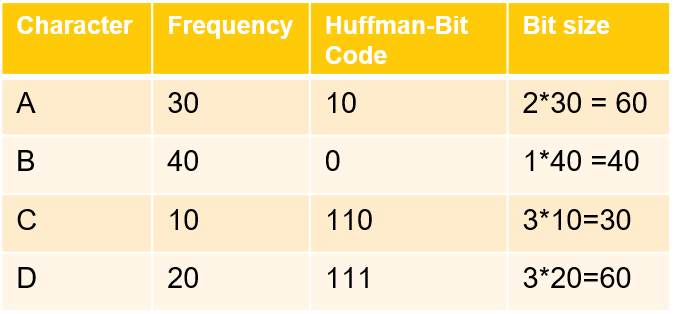 Character Frequency Huffman-Bit Code Bit size
A 30 10 2*30 = 60
B 40 0 1*40 =40
C 10 110 3*10=30
D 20 111 3*20=60